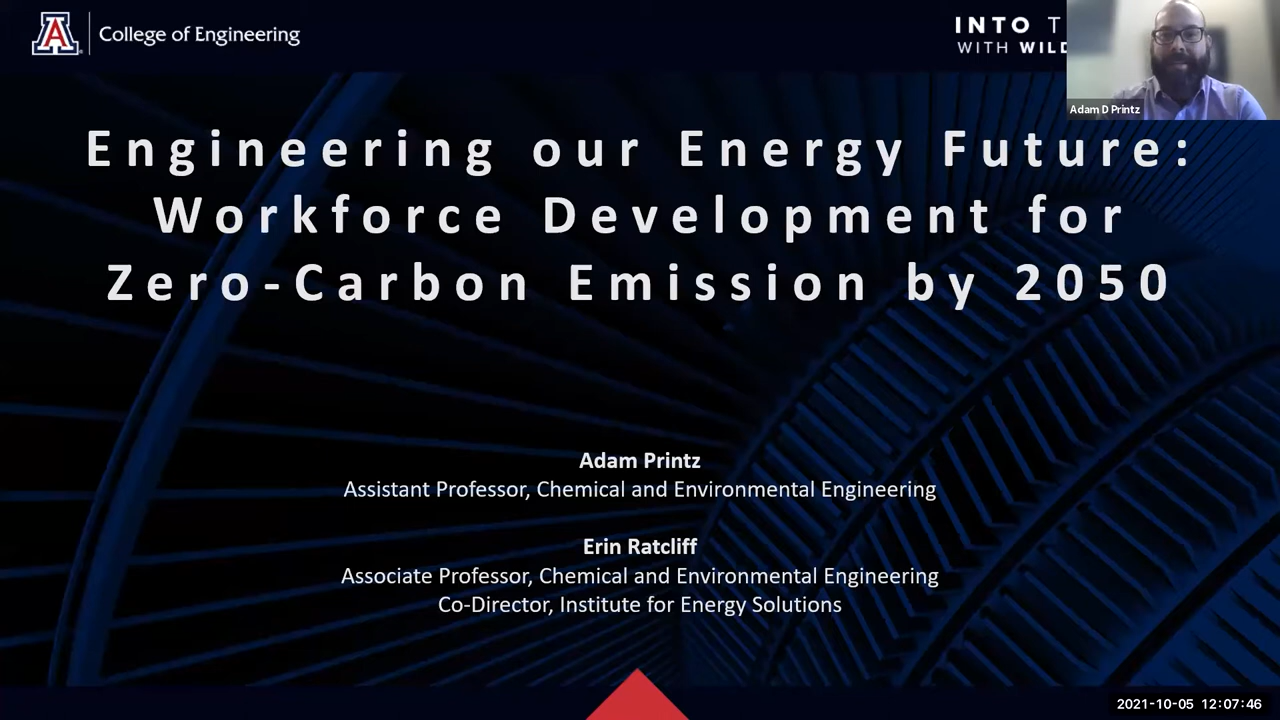 A
College of Engineering
INTO
WITH
Adam D Printz
Engineering our Energy Future:
Workforce Development for
Zero-Carbon Emission by 2050
Adam Printz
Assistant Professor, Chemical and Environmental Engineering
Erin Ratcliff
Associate Professor, Chemical and Environmental Engineering
Co-Director, Institute for Energy Solutions
2021-10-05 12:07:46